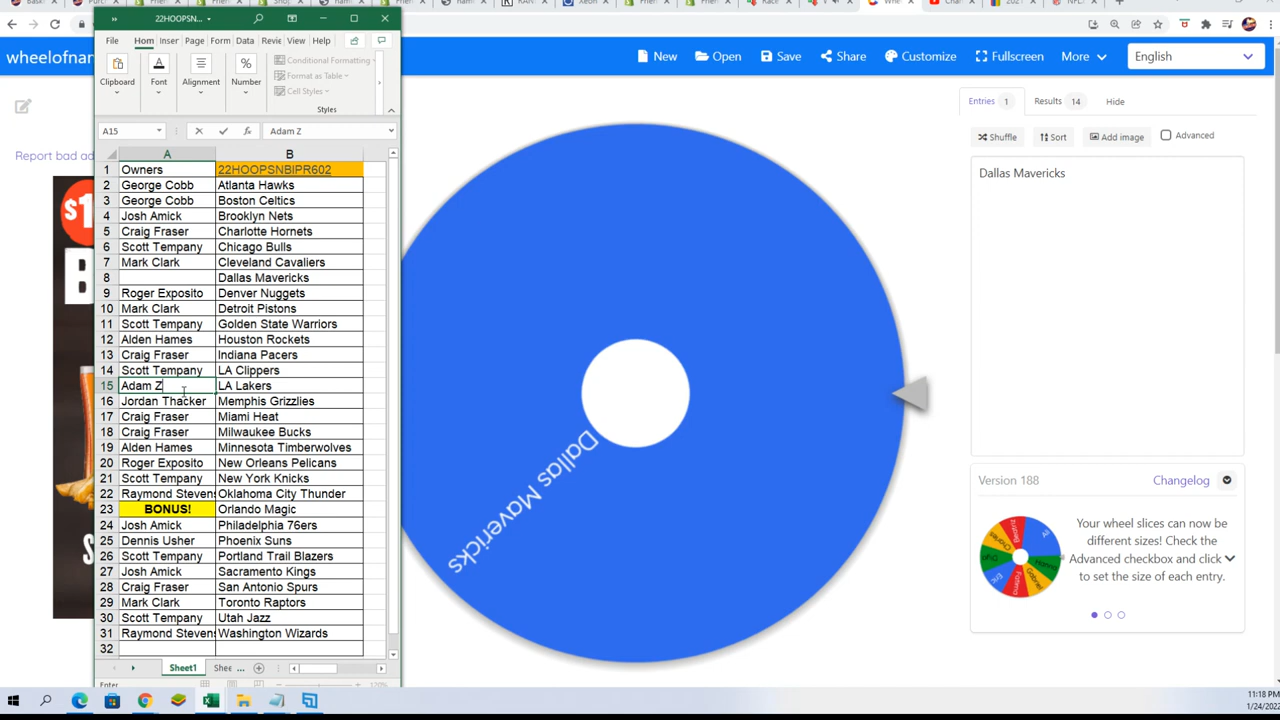 22HOOPSN...
File Hom Inser Page Form Data Revie View Help
Clipboard Font Alignment Number
Conditional Formatting
Format as Table
Cell Styles
Styles
A15 Adam Z
A B
1 Owners 22HOOPSNBIPR602
2 George Cobb Atlanta Hawks
3 George Cobb Boston Celtics
4 Josh Amick Brooklyn Nets
5 Craig Fraser Charlotte Hornets
6 Scott Tempany Chicago Bulls
7 Mark Clark Cleveland Cavaliers
8 Dallas Mavericks
9 Roger Exposito Denver Nuggets
10 Mark Clark Detroit Pistons
11 Scott Tempany Golden State Warriors
12 Alden Hames Houston Rockets
13 Craig Fraser Indiana Pacers
14 Scott Tempany LA Clippers
15 Adam Z LA Lakers
16 Jordan Thacker Memphis Grizzlies
17 Craig Fraser Miami Heat
18 Craig Fraser Milwaukee Bucks
19 Alden Hames Minnesota Timberwolves
20 Roger Exposito New Orleans Pelicans
21 Scott Tempany New York Knicks
22 Raymond Stevens Oklahoma City Thunder
23 BONUS! Orlando Magic
24 Josh Amick Philadelphia 76ers
25 Dennis Usher Phoenix Suns
26 Scott Tempany Portland Trail Blazers
27 Josh Amick Sacramento Kings
28 Craig Fraser San Antonio Spurs
29 Mark Clark Toronto Raptors
30 Scott Tempany Utah Jazz
31 Raymond Stevens Washington Wizards
32
Sheet1 Shee ...
Enter 120%
wheelofnam
New Open Save Share Customize Fullscreen More English
Report bad ad
$1
B
Dallas Mavericks
Entries 1 Results 14 Hide
Shuffle Sort Add image Advanced
Dallas Mavericks
Version 188 Changelog
Your wheel slices can now be
different sizes! Check the
Advanced checkbox and click
to set the size of each entry.
11:18 PM
1/24/2022